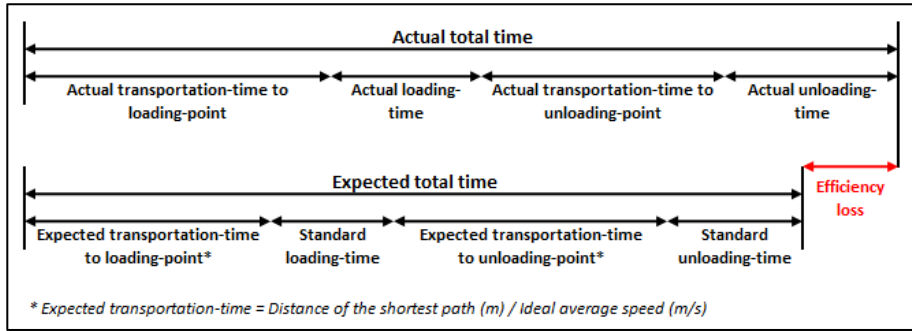 Actual total time
Actual transportation-time to
loading-point
Actual loading-
time
Actual transportation-time to
unloading-point
Actual unloading-
time
Expected total time
Efficiency
loss
Expected transportation-time
to loading-point*
Standard
loading-time
Expected transportation-time
to unloading-point*
Standard
unloading-time
* Expected transportation-time = Distance of the shortest path (m) / Ideal average speed (m/s)